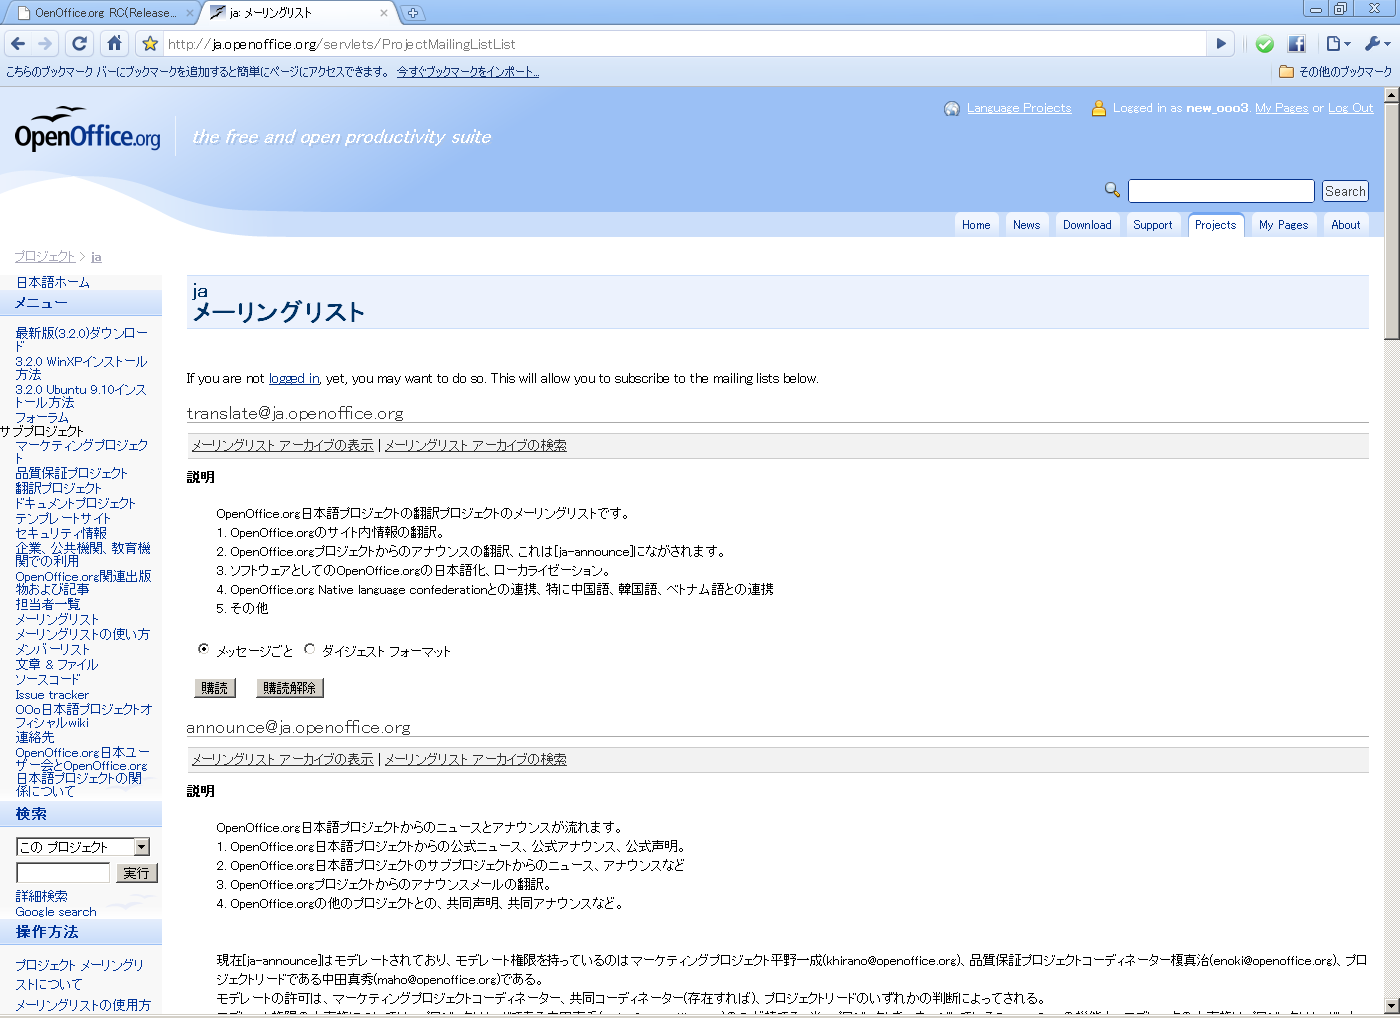 OenOffice.org RC(Release...
ja: メーリングリスト
http://ja.openoffice.org/servlets/ProjectMailingListList
こちらのブックマーク バーにブックマークを追加すると簡単にページにアクセスできます。 今すぐブックマークをインポート...
その他のブックマーク
OpenOffice.org
the free and open productivity suite
Language Projects
Logged in as new_ooo3. My Pages or Log Out
Search
Home News Download Support Projects My Pages About
プロジェクト > ja
日本語ホーム
メニュー
最新版(3.2.0)ダウンロー
ド
3.2.0 WinXPインストール
方法
3.2.0 Ubuntu 9.10インス
トール方法
フォーラム
サブプロジェクト
マーケティングプロジェク
ト
品質保証プロジェクト
翻訳プロジェクト
ドキュメントプロジェクト
テンプレートサイト
セキュリティ情報
企業、公共機関、教育機
関での利用
OpenOffice.org関連出版
物および記事
担当者一覧
メーリングリスト
メーリングリストの使い方
メンバーリスト
文章 & ファイル
ソースコード
Issue tracker
OOo日本語プロジェクトオ
フィシャルwiki
連絡先
OpenOffice.org日本ユー
ザー会とOpenOffice.org
日本語プロジェクトの関
係について
検索
この プロジェクト
実行
詳細検索
Google search
操作方法
プロジェクト メーリングリ
ストについて
メーリングリストの使用方
ja
メーリングリスト
If you are not logged in, yet, you may want to do so. This will allow you to subscribe to the mailing lists below.
translate@ja.openoffice.org
メーリングリスト アーカイブの表示 | メーリングリスト アーカイブの検索
説明
OpenOffice.org日本語プロジェクトの翻訳プロジェクトのメーリングリストです。
1. OpenOffice.orgのサイト内情報の翻訳。
2. OpenOffice.orgプロジェクトからのアナウンスの翻訳、これは[ja-announce]にながされます。
3. ソフトウェアとしてのOpenOffice.orgの日本語化、ローカライゼーション。
4. OpenOffice.org Native language confederationとの連携、特に中国語、韓国語、ベトナム語との連携
5. その他
メッセージごと ダイジェスト フォーマット
購読 購読解除
announce@ja.openoffice.org
メーリングリスト アーカイブの表示 | メーリングリスト アーカイブの検索
説明
OpenOffice.org日本語プロジェクトからのニュースとアナウンスが流れます。
1. OpenOffice.org日本語プロジェクトからの公式ニュース、公式アナウンス、公式声明。
2. OpenOffice.org日本語プロジェクトのサブプロジェクトからのニュース、アナウンスなど
3. OpenOffice.orgプロジェクトからのアナウンスメールの翻訳。
4. OpenOffice.orgの他のプロジェクトとの、共同声明、共同アナウンスなど。
現在[ja-announce]はモデレートされており、モデレート権限を持っているのはマーケティングプロジェクト平野一成(khirano@openoffice.org)、品質保証プロジェクトコーディネーター榎真治(enoki@openoffice.org)、プロ
ジェクトリードである中田真秀(maho@openoffice.org)である。
モデレートの許可は、マーケティングプロジェクトコーディネーター、共同コーディネーター(存在すれば)、プロジェクトリードのいずれかの判断によってされる。